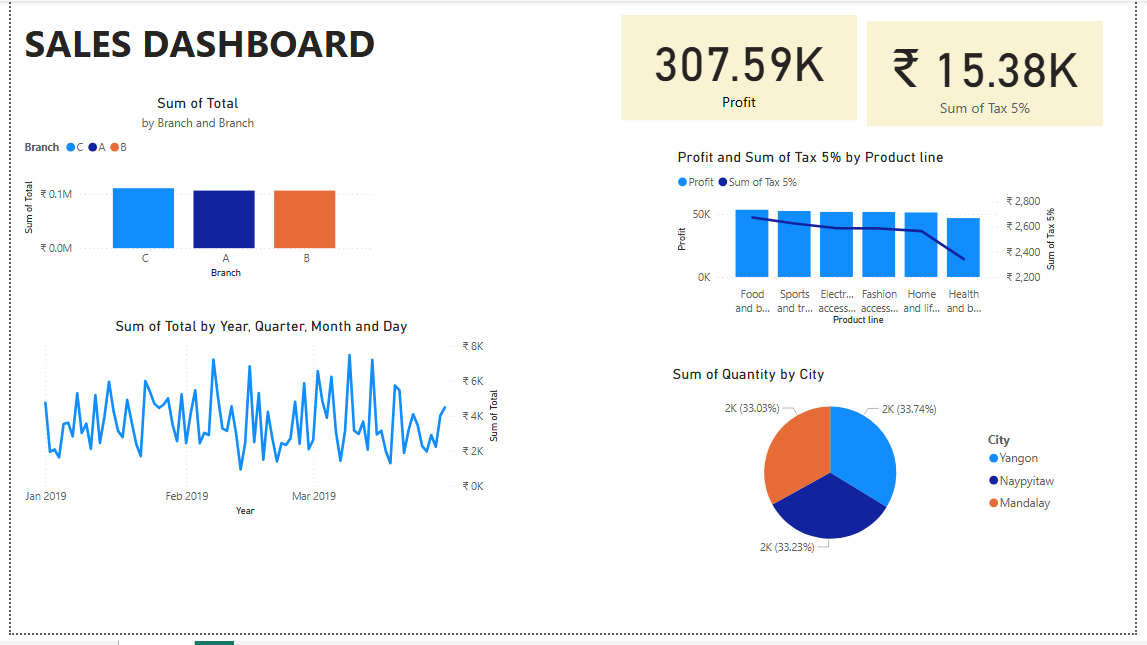 SALES DASHBOARD
307.59K
Profit
₹ 15.38K
Sum of Tax 5%
Sum of Total
by Branch and Branch
Branch C A B
Sum of Total
₹ 0.1M
₹ 0.0M
C A B
Branch
Profit and Sum of Tax 5% by Product line
Profit Sum of Tax 5%
Profit
50K
0K
₹ 2,800
₹ 2,600
₹ 2,400
₹ 2,200
Sum of Tax 5%
Food Sports Electr... Fashion Home Health
and b... and tr... access... access... and lif... and b...
Product line
Sum of Total by Year, Quarter, Month and Day
₹ 8K
₹ 6K
₹ 4K
₹ 2K
₹ 0K
Sum of Total
Jan 2019 Feb 2019 Mar 2019
Year
Sum of Quantity by City
2K (33.03%)
2K (33.74%)
2K (33.23%)
City
Yangon
Naypyitaw
Mandalay